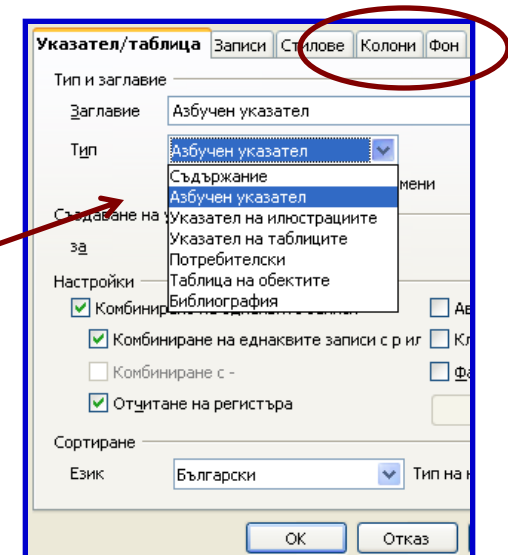 Указател/таблица Записи Стилове Колони Фон
Тип и заглавие
Заглавие Азбучен указател
Тип Азбучен указател
Съдържание
Азбучен указател
Указател на илюстрациите
Указател на таблиците
Потребителски
Таблица на обектите
Библиография
Създаване на
за
Настройки
Комбиниране на еднаквите записи с р ил
Комбиниране с -
Отчитане на регистъра
Сортиране
Език Български Тип на
OK Отказ